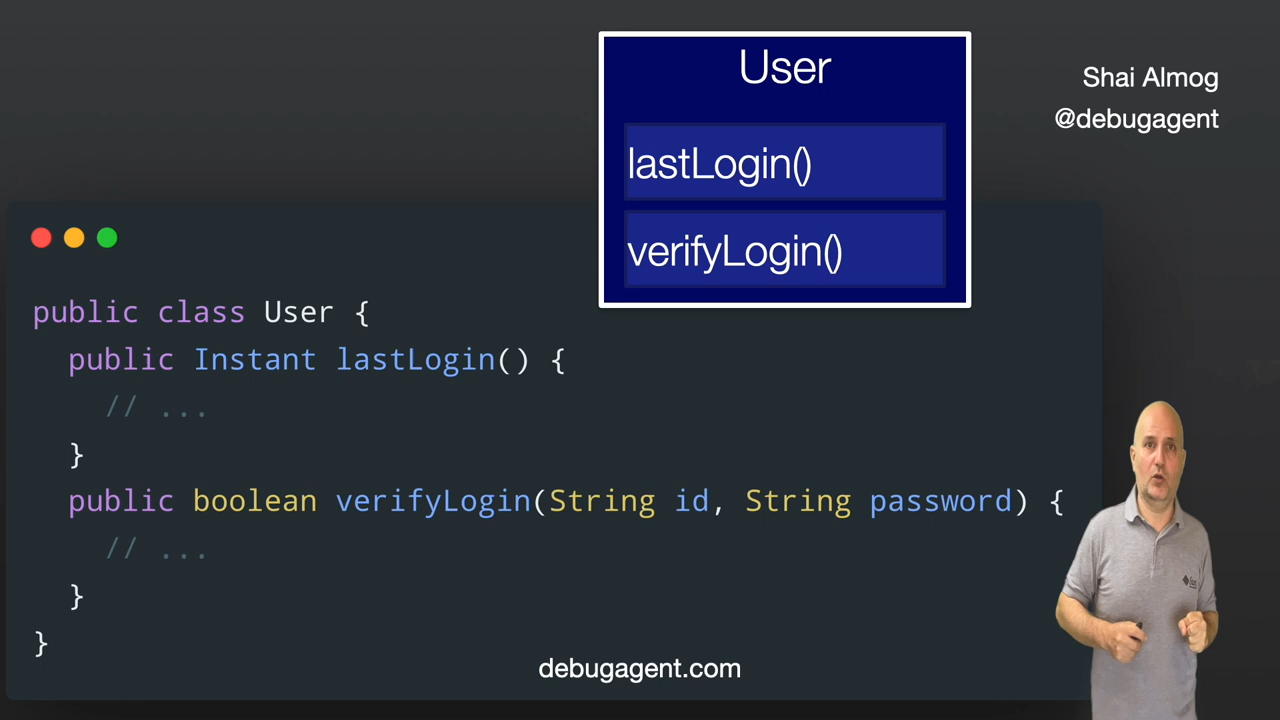 User
lastLogin()
verifyLogin()
Shai Almog
@debugagent
public class User {
  public Instant lastLogin() {
    // ...
  }
  public boolean verifyLogin(String id, String password) {
    // ...
  }
}
debugagent.com